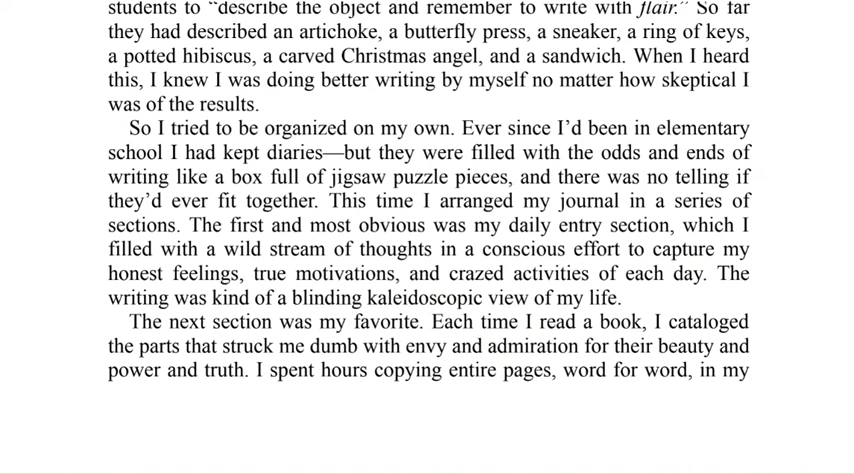 students to “describe the object and remember to write with flair.” So far
they had described an artichoke, a butterfly press, a sneaker, a ring of keys,
a potted hibiscus, a carved Christmas angel, and a sandwich. When I heard
this, I knew I was doing better writing by myself no matter how skeptical I
was of the results.
So I tried to be organized on my own. Ever since I’d been in elementary
school I had kept diaries—but they were filled with the odds and ends of
writing like a box full of jigsaw puzzle pieces, and there was no telling if
they’d ever fit together. This time I arranged my journal in a series of
sections. The first and most obvious was my daily entry section, which I
filled with a wild stream of thoughts in a conscious effort to capture my
honest feelings, true motivations, and crazed activities of each day. The
writing was kind of a blinding kaleidoscopic view of my life.
The next section was my favorite. Each time I read a book, I cataloged
the parts that struck me dumb with envy and admiration for their beauty and
power and truth. I spent hours copying entire pages, word for word, in my